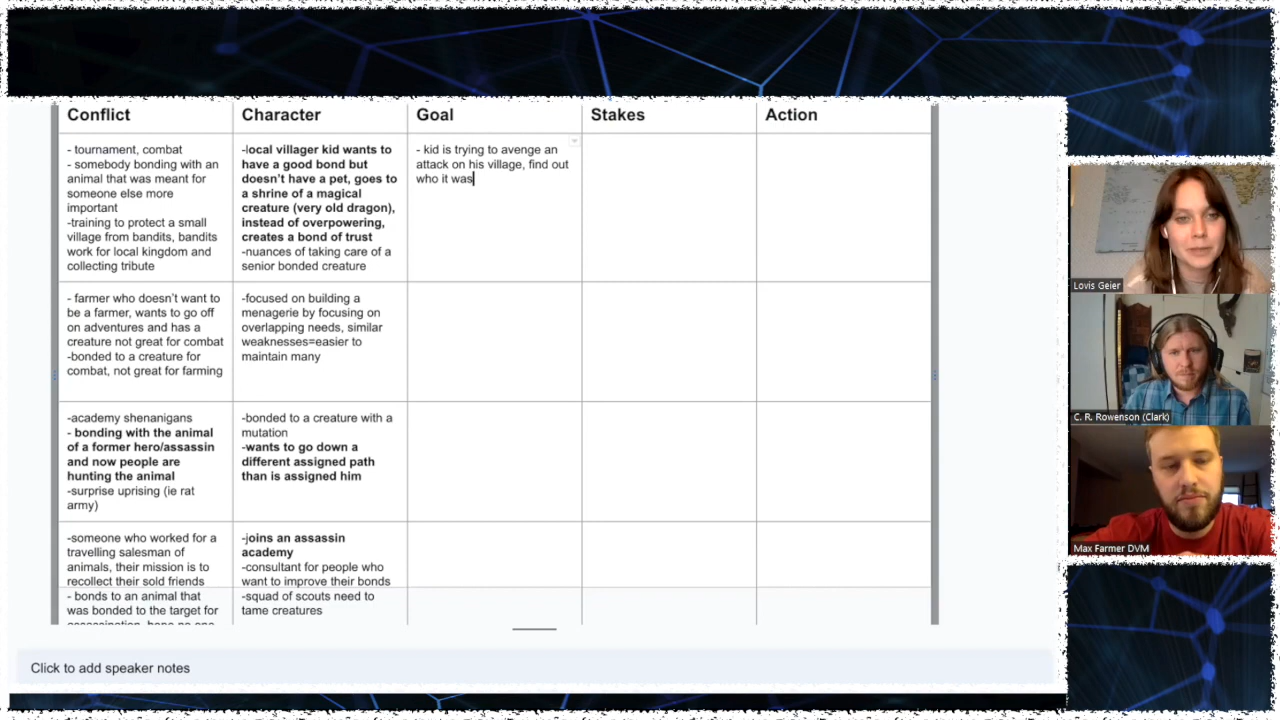 Conflict
Character
Goal
Stakes
Action
- tournament, combat
- somebody bonding with an
animal that was meant for
someone else more
important
-training to protect a small
village from bandits, bandits
work for local kingdom and
collecting tribute
-local villager kid wants to
have a good bond but
doesn't have a pet, goes to
a shrine of a magical
creature (very old dragon),
instead of overpowering,
creates a bond of trust
-nuances of taking care of a
senior bonded creature
- kid is trying to avenge an
attack on his village, find out
who it was
- farmer who doesn't want to
be a farmer, wants to go off
on adventures and has a
creature not great for combat
-bonded to a creature for
combat, not great for farming
-focused on building a
menagerie by focusing on
overlapping needs, similar
weaknesses=easier to
maintain many
-academy shenanigans
- bonding with the animal
of a former hero/assassin
and now people are
hunting the animal
-surprise uprising (ie rat
army)
-bonded to a creature with a
mutation
-wants to go down a
different assigned path
than is assigned him
-someone who worked for a
travelling salesman of
animals, their mission is to
recollect their sold friends
- bonds to an animal that
was bonded to the target for
-joins an assassin
academy
-consultant for people who
want to improve their bonds
-squad of scouts need to
tame creatures
Click to add speaker notes
Lovis Geier
C. R. Rowenson (Clark)
Max Farmer DVM